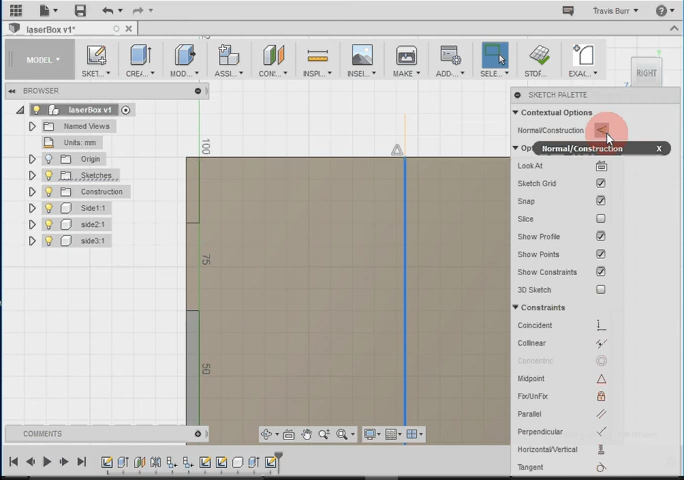 Travis Burr
laserBox v1*
MODEL
SKET...
CREA...
MOD...
ASSI...
CON...
INSPI...
INSEL...
MAKE
ADD-...
SELE...
STOP...
RIGHT
BROWSER
laserBox v1
Named Views
Units: mm
Origin
Sketches
Construction
Side1:1
side2:1
side3:1
100
75
50
SKETCH PALETTE
Contextual Options
Normal/Construction
Normal/Construction X
Look At
Sketch Grid
Snap
Slice
Show Profile
Show Points
Show Constraints
3D Sketch
Constraints
Coincident
Collinear
Concentric
Midpoint
Fix/UnFix
Parallel
Perpendicular
Horizontal/Vertical
Tangent
COMMENTS